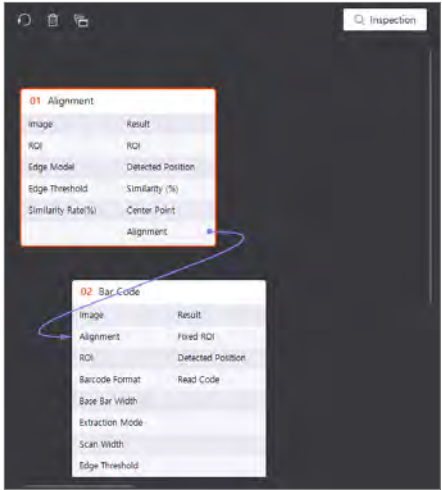 Inspection
01 Alignment
Image Result
ROI ROI
Edge Model Detected Position
Edge Threshold Similarity (%)
Similarity Rate(%) Center Point
Alignment
02 Bar Code
Image Result
Alignment Fixed ROI
ROI Detected Position
Barcode Format Read Code
Base Bar Width
Extraction Mode
Scan Width
Edge Threshold